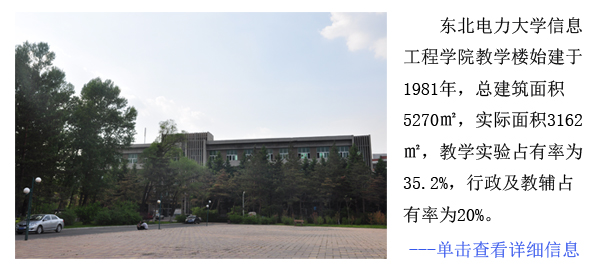 东北电力大学信息
工程学院教学楼始建于
1981年，总建筑面积
5270㎡，实际面积3162
㎡，教学实验占有率为
35.2%，行政及教辅占
有率为20%。
---单击查看详细信息